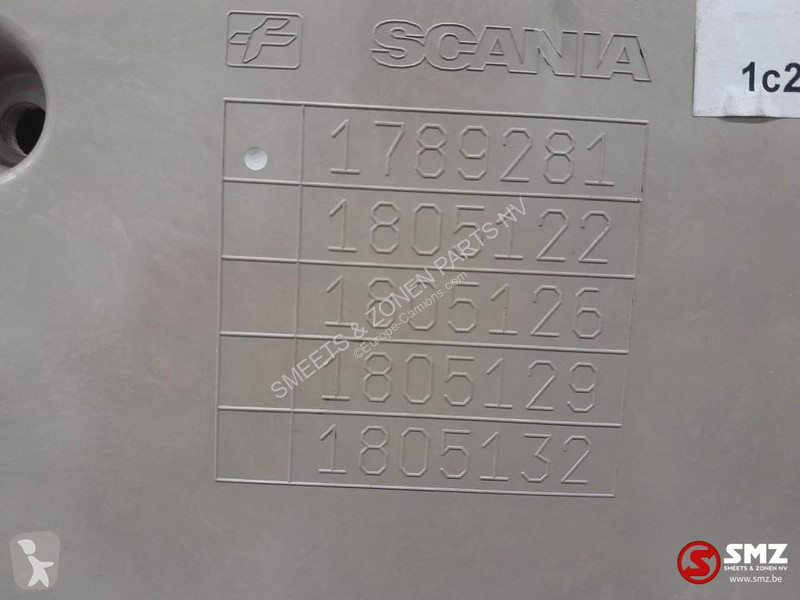 SCANIA
1c2
1789281
1805122
1805126
1805129
1805132
SMEETS & ZONEN PARTS NV
©Europe-Camions.com
SMZ
SMEETS & ZONEN NV
www.smz.be